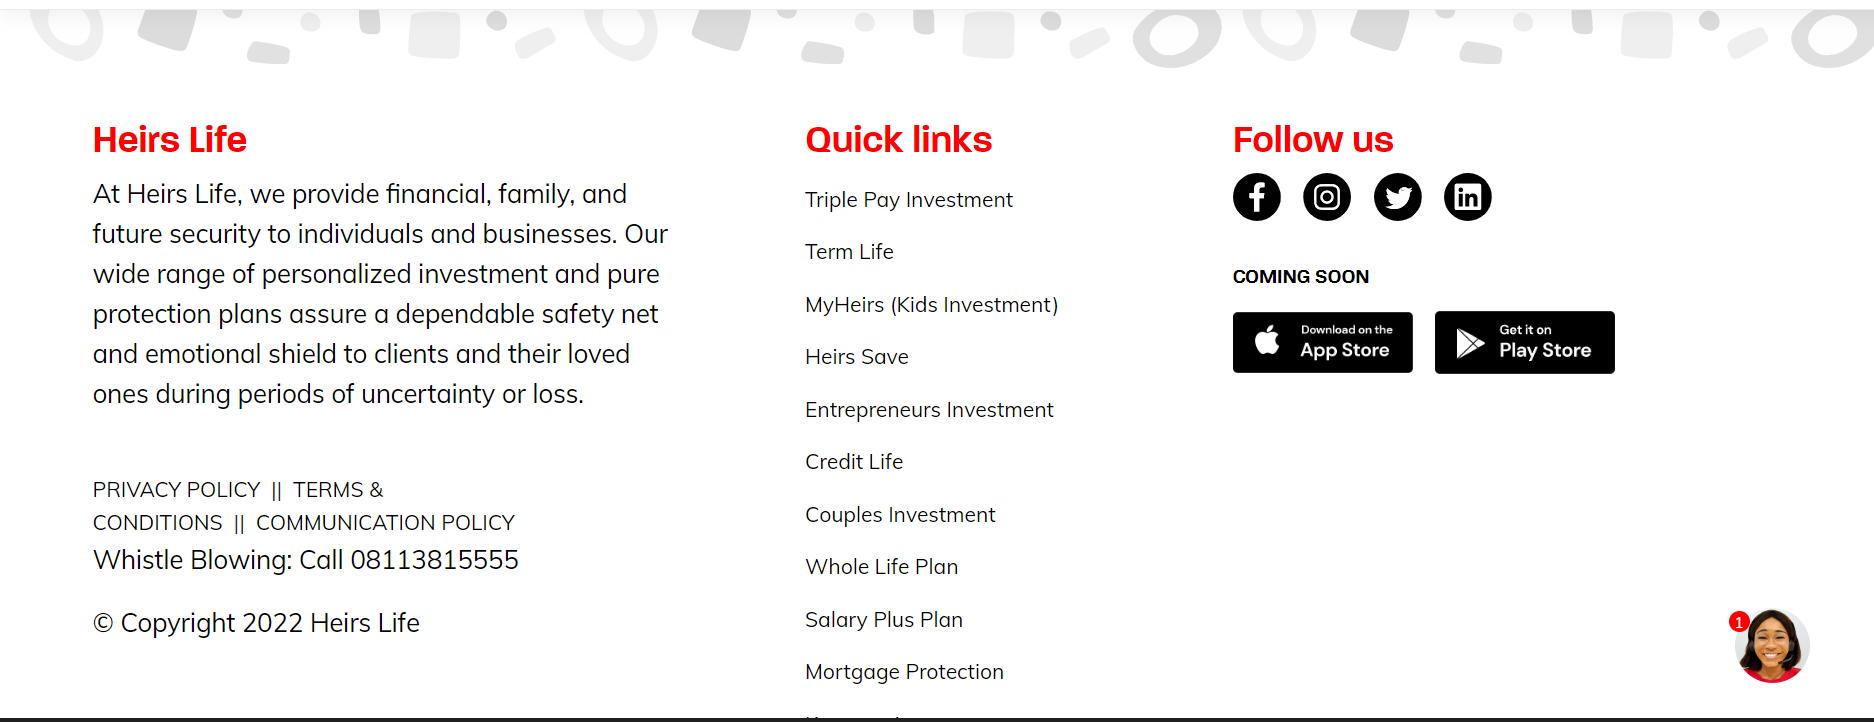 Heirs Life
At Heirs Life, we provide financial, family, and
future security to individuals and businesses. Our
wide range of personalized investment and pure
protection plans assure a dependable safety net
and emotional shield to clients and their loved
ones during periods of uncertainty or loss.
PRIVACY POLICY || TERMS &
CONDITIONS || COMMUNICATION POLICY
Whistle Blowing: Call 08113815555
© Copyright 2022 Heirs Life
Quick links
Triple Pay Investment
Term Life
MyHeirs (Kids Investment)
Heirs Save
Entrepreneurs Investment
Credit Life
Couples Investment
Whole Life Plan
Salary Plus Plan
Mortgage Protection
Follow us
COMING SOON
Download on the
App Store
Get it on
Play Store
1